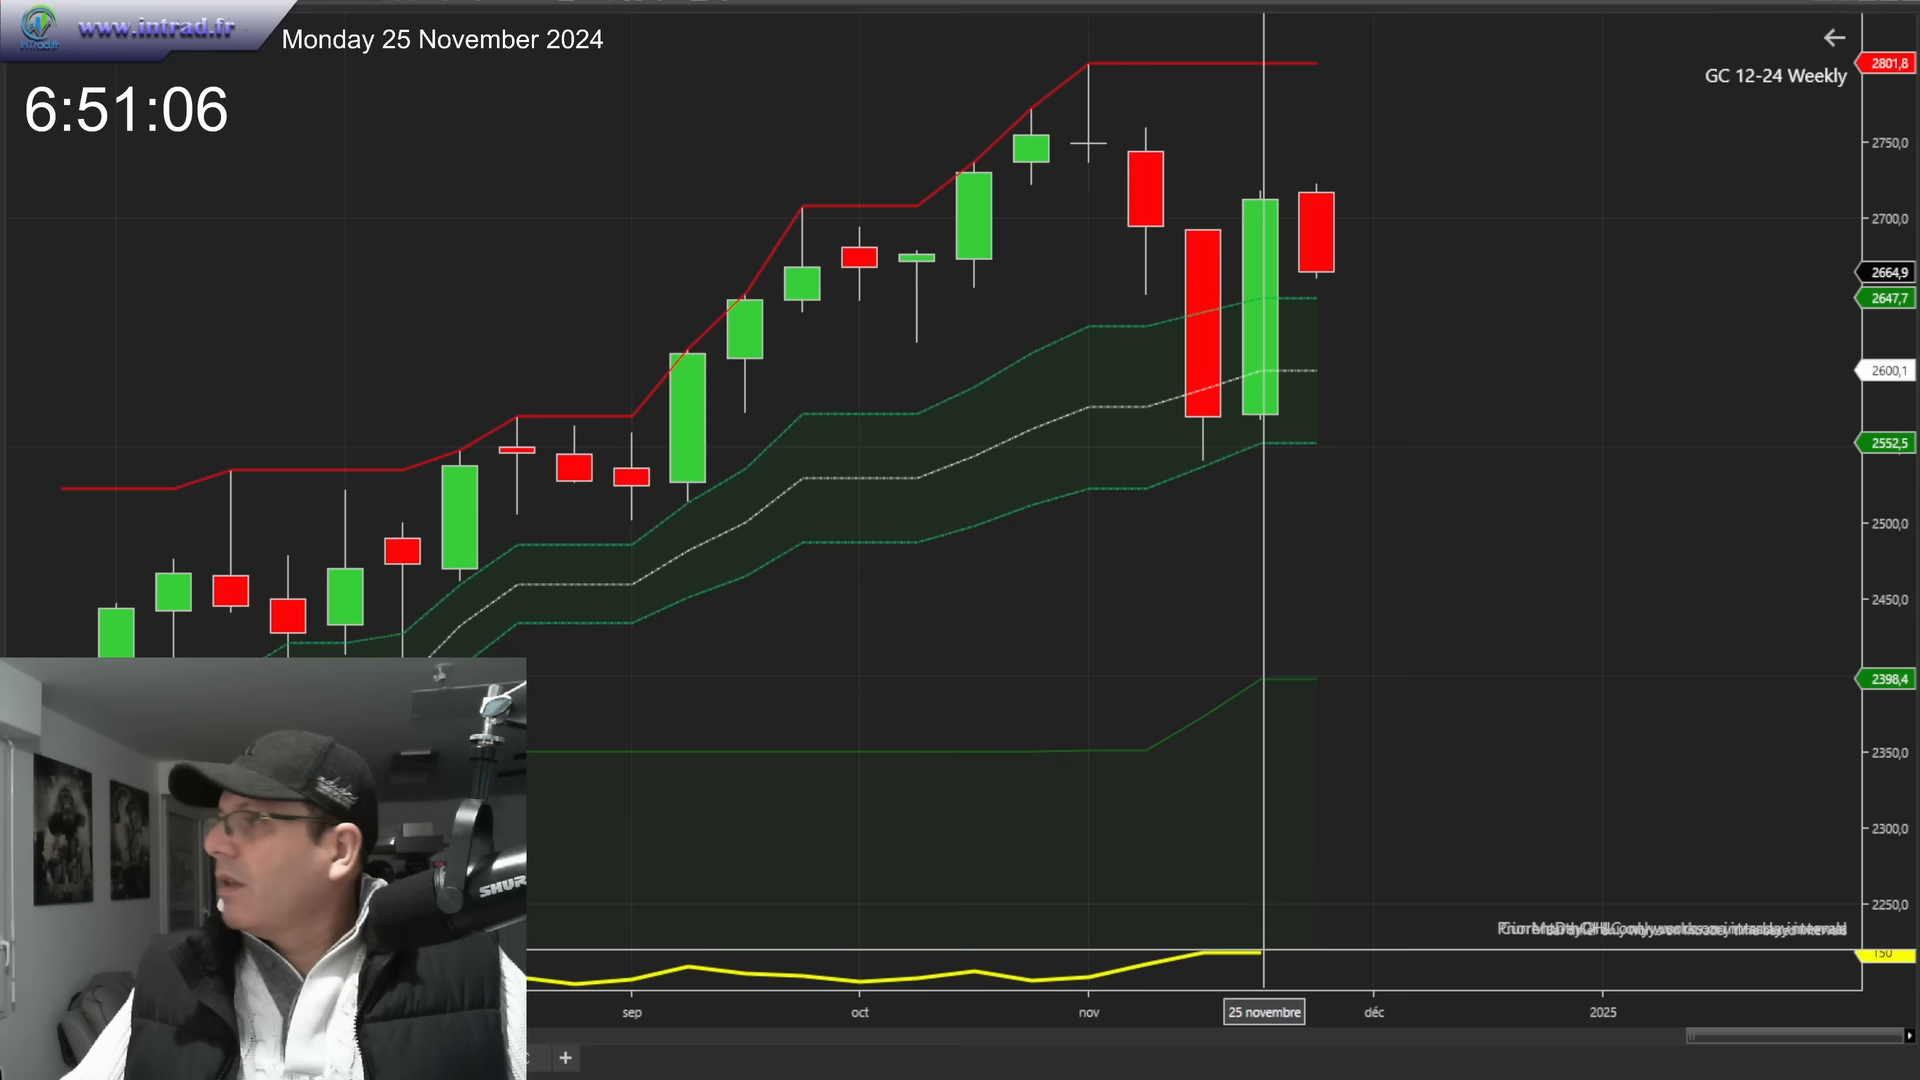 www.intrad.fr
Monday 25 November 2024
6:51:06
GC 12-24 Weekly
2801,8
2750,0
2700,0
2664,9
2647,7
2600,1
2552,5
2500,0
2450,0
2398,4
2350,0
2300,0
2250,0
150
sep
oct
nov
25 novembre
déc
2025
SHUR
+